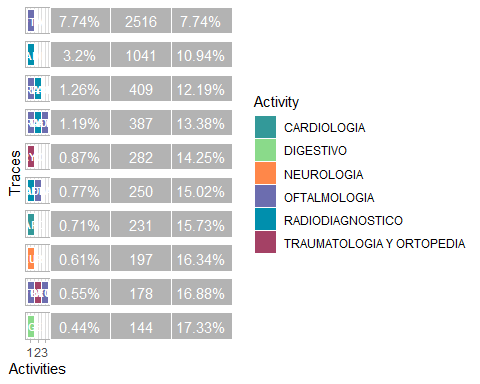 7.74% 2516 7.74%
3.2% 1041 10.94%
1.26% 409 12.19%
1.19% 387 13.38%
0.87% 282 14.25%
0.77% 250 15.02%
0.71% 231 15.73%
0.61% 197 16.34%
0.55% 178 16.88%
0.44% 144 17.33%
Traces
123
Activities
Activity
CARDIOLOGIA
DIGESTIVO
NEUROLOGIA
OFTALMOLOGIA
RADIODIAGNOSTICO
TRAUMATOLOGIA Y ORTOPEDIA